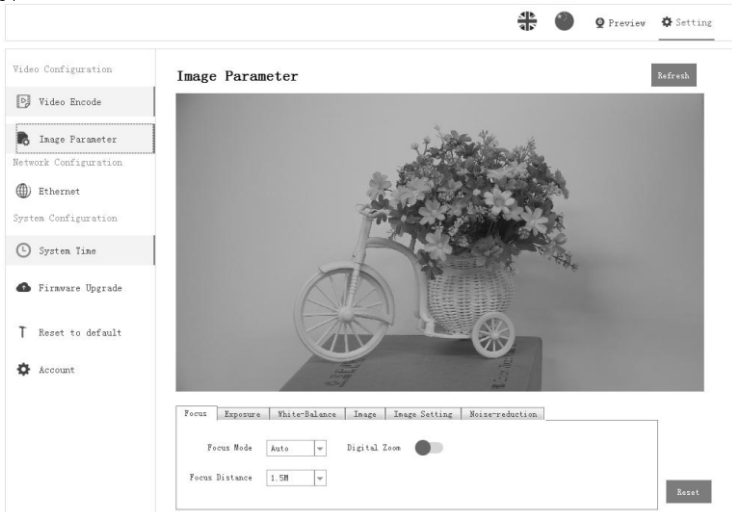 Preview Setting
Video Configuration
Video Encode
Image Parameter
Network Configuration
Ethernet
System Configuration
System Time
Firmware Upgrade
Reset to default
Account
Image Parameter
Refresh
Focus Exposure White-Balance Image Image Setting Noise-reduction
Focus Mode Auto Digital Zoom
Focus Distance 1.5M
Reset